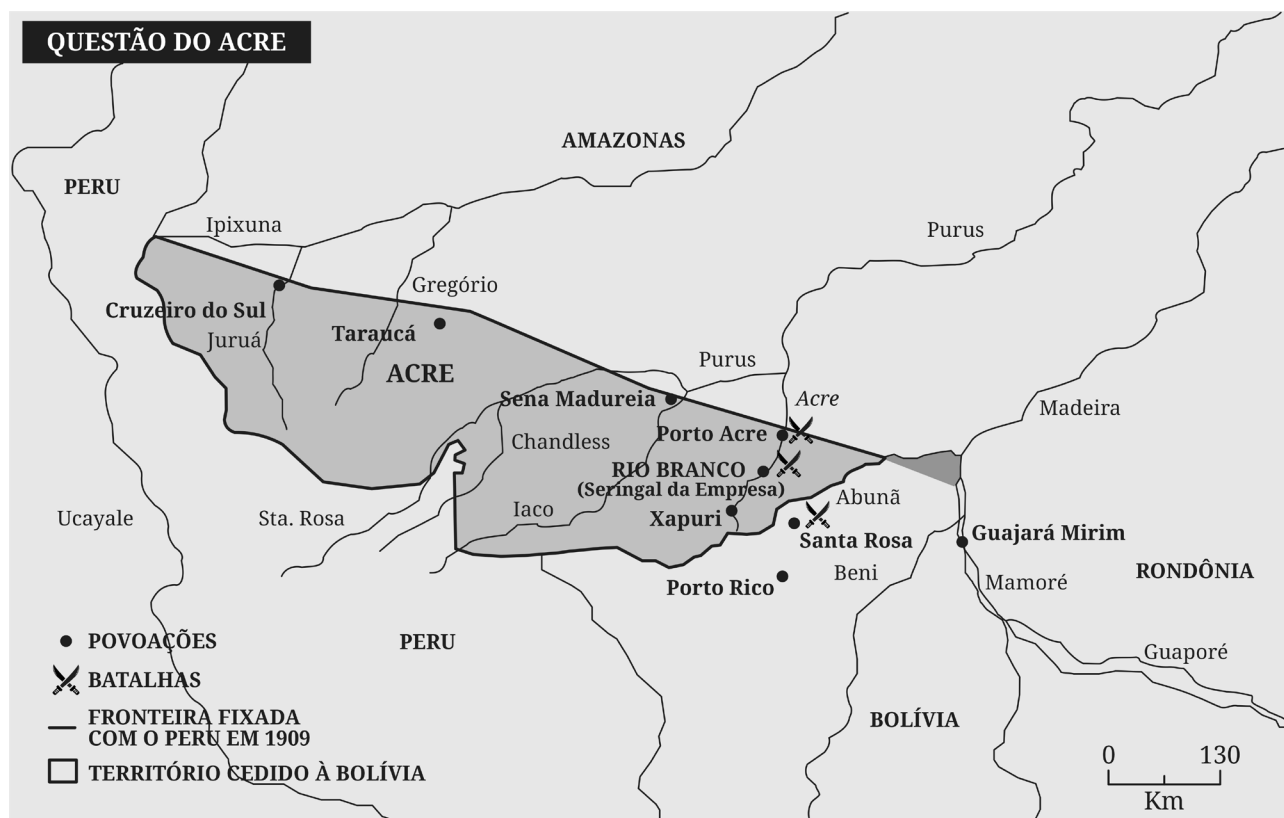 QUESTÃO DO ACRE
AMAZONAS
PERU
Ipixuna
Purus
Gregório
Cruzeiro do Sul
Taraucá
Juruá
Purus
ACRE
Acre
Sena Madureia
Madeira
Porto Acre
Chandless
RIO BRANCO
(Seringal da Empresa)
Abunã
Iaco
Ucayale
Sta. Rosa
Xapuri
Guajará Mirim
Santa Rosa
Beni
RONDÔNIA
Mamoré
Porto Rico
POVOAÇÕES
PERU
Guaporé
BATALHAS
FRONTEIRA FIXADA
COM O PERU EM 1909
BOLÍVIA
TERRITÓRIO CEDIDO À BOLÍVIA
0 130
Km